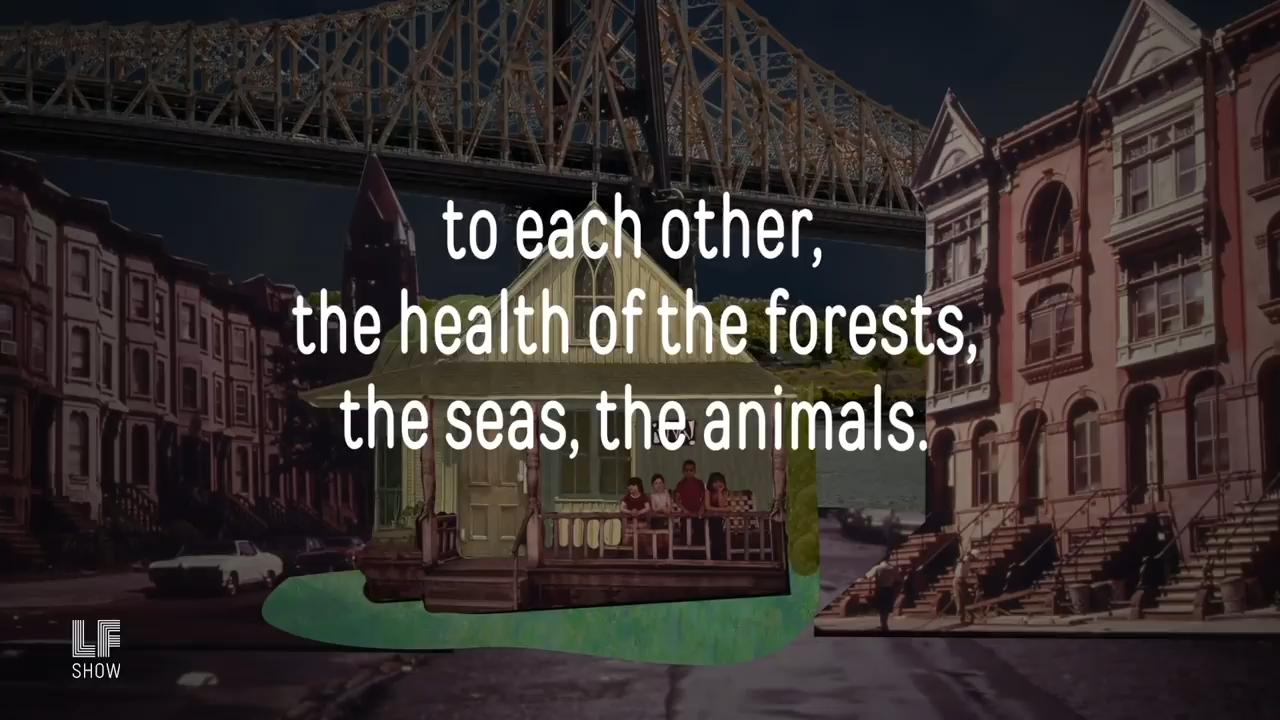 to each other,
the health of the forests,
the seas, the animals.
LF
SHOW